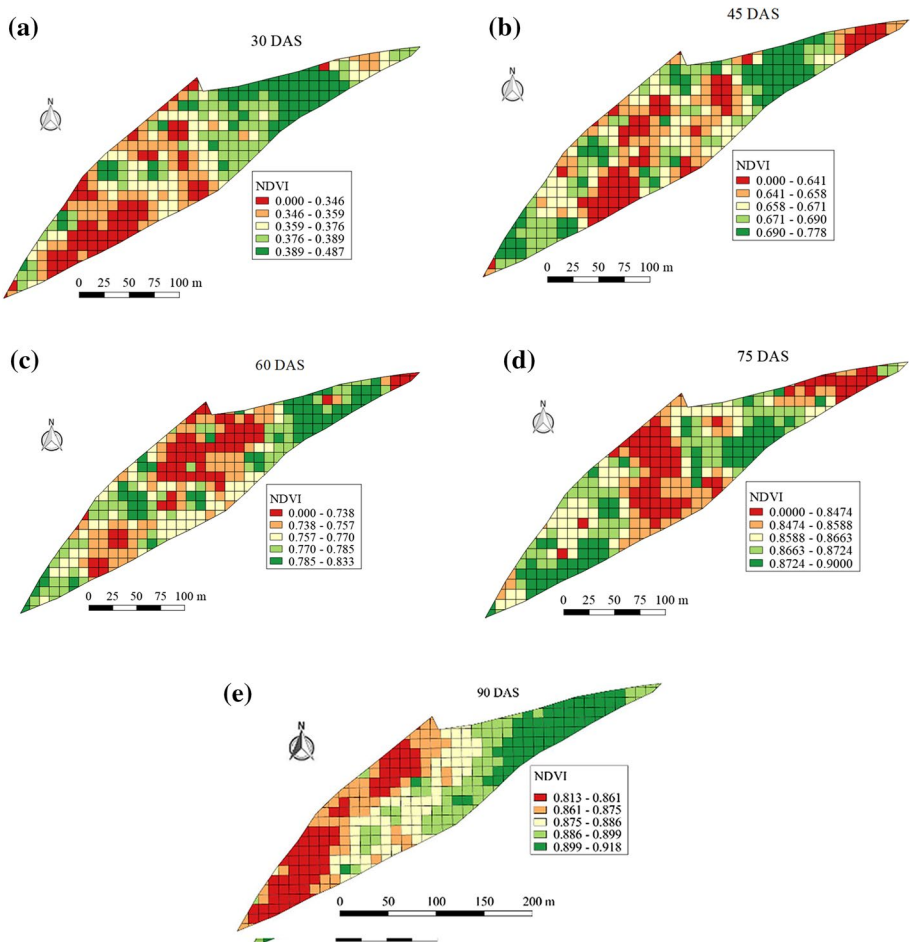 (a)
30 DAS
N
NDVI
0.000 - 0.346
0.346 - 0.359
0.359 - 0.376
0.376 - 0.389
0.389 - 0.487
0 25 50 75 100 m
(b)
45 DAS
N
NDVI
0.000 - 0.641
0.641 - 0.658
0.658 - 0.671
0.671 - 0.690
0.690 - 0.778
0 25 50 75 100 m
(c)
60 DAS
N
NDVI
0.000 - 0.738
0.738 - 0.757
0.757 - 0.770
0.770 - 0.785
0.785 - 0.833
0 25 50 75 100 m
(d)
75 DAS
N
NDVI
0.0000 - 0.8474
0.8474 - 0.8588
0.8588 - 0.8663
0.8663 - 0.8724
0.8724 - 0.9000
0 25 50 75 100 m
(e)
90 DAS
N
NDVI
0.813 - 0.861
0.861 - 0.875
0.875 - 0.886
0.886 - 0.899
0.899 - 0.918
0 50 100 150 200 m